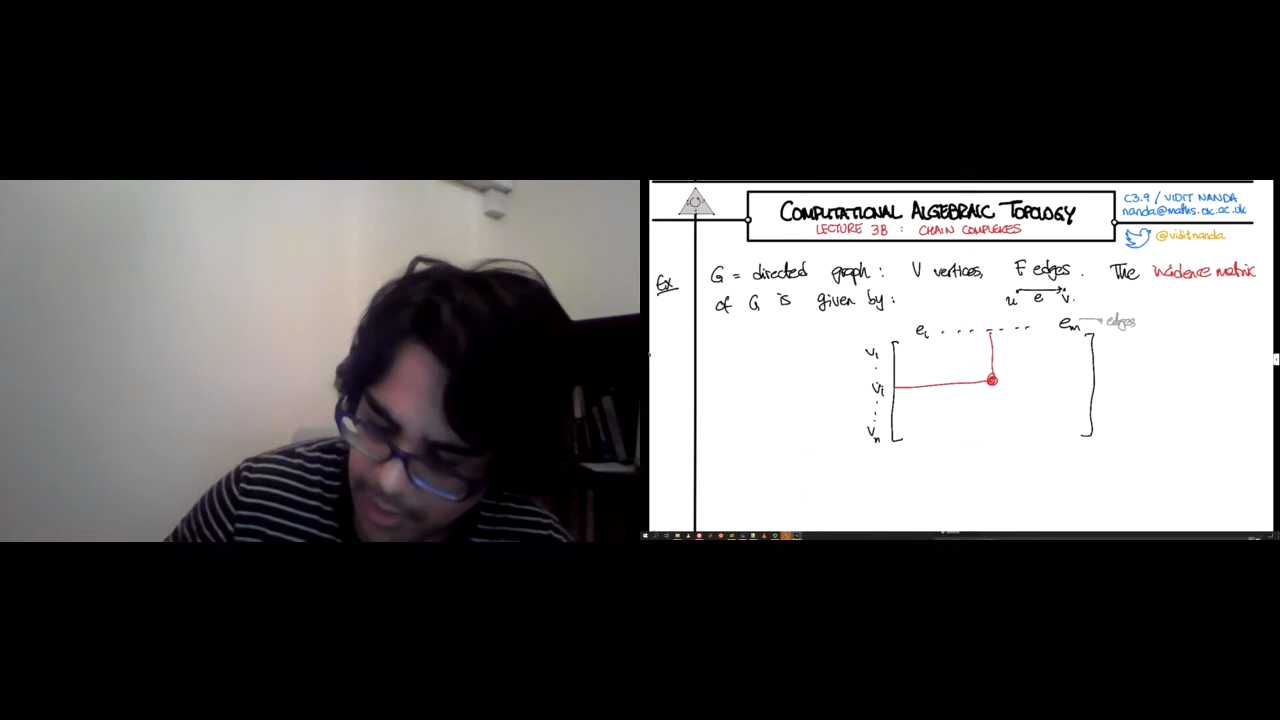 COMPUTATIONAL ALGEBRAIC TOPOLOGY
LECTURE 3B : CHAIN COMPLEXES
C3.9 / VIDIT NANDA
nanda@maths.ox.ac.uk
@viditnanda
Ex G = directed graph: V vertices, E edges. The incidence matrix
of G is given by: u e v.
e₁ . . . . - - - - eₘ → edges
v₁
vᵢ
vₙ